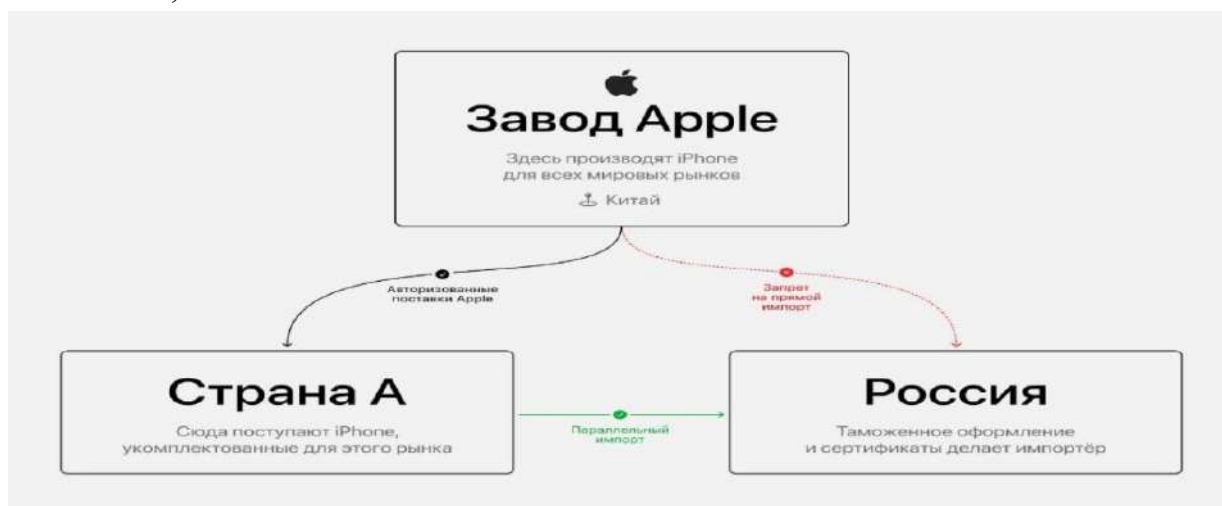 Завод Apple
Здесь производят iPhone
для всех мировых рынков
Китай
Авторизованные
поставки Apple
Запрет
на прямой
импорт
Страна А
Сюда поступают iPhone,
укомплектованные для этого рынка
Параллельный
импорт
Россия
Таможенное оформление
и сертификаты делает импортёр